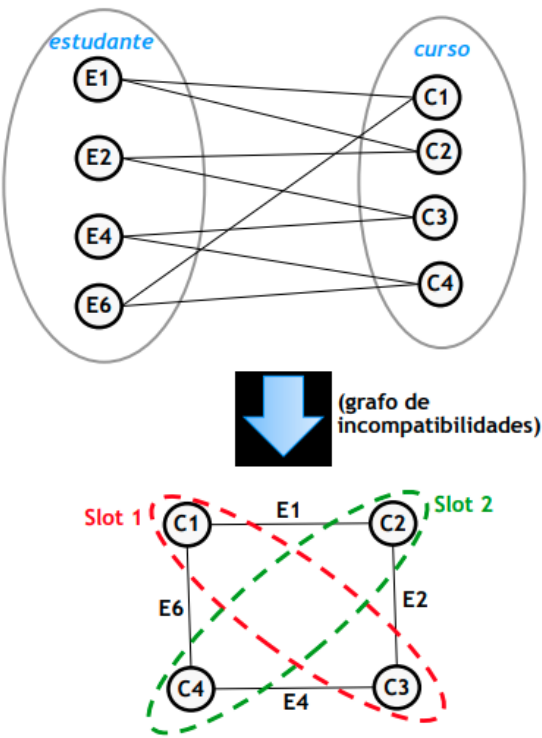 estudante
curso
E1
C1
E2
C2
E4
C3
E6
C4
(grafo de
incompatibilidades)
Slot 1
C1
E1
C2
Slot 2
E6
E2
C4
E4
C3